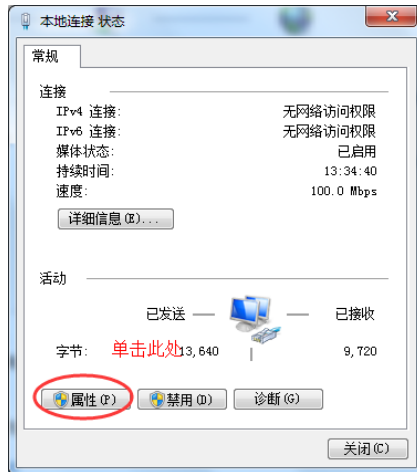 本地连接 状态
常规
连接
IPv4 连接: 无网络访问权限
IPv6 连接: 无网络访问权限
媒体状态: 已启用
持续时间: 13:34:40
速度: 100.0 Mbps
详细信息(E)...
活动
已发送 — — 已接收
字节: 单击此处13,640 | 9,720
属性(P) 禁用(D) 诊断(G)
关闭(C)